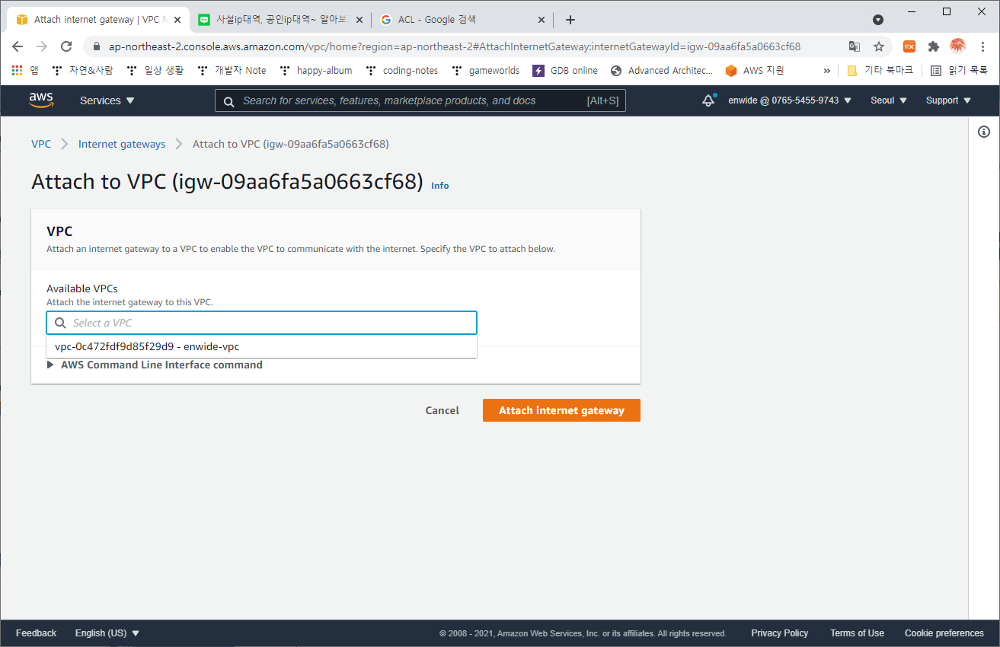 Attach internet gateway | VPC M
사설ip대역, 공인ip대역~ 알아보
ACL - Google 검색
ap-northeast-2.console.aws.amazon.com/vpc/home?region=ap-northeast-2#AttachInternetGateway:internetGatewayId=igw-09aa6fa5a0663cf68
앱 자연&사람 일상 생활 개발자 Note happy-album coding-notes gameworlds GDB online Advanced Architec... AWS 지원 » 기타 북마크 읽기 목록
aws Services Search for services, features, marketplace products, and docs [Alt+S] enwide @ 0765-5455-9743 Seoul Support
VPC Internet gateways Attach to VPC (igw-09aa6fa5a0663cf68)
Attach to VPC (igw-09aa6fa5a0663cf68) Info
VPC
Attach an internet gateway to a VPC to enable the VPC to communicate with the internet. Specify the VPC to attach below.
Available VPCs
Attach the internet gateway to this VPC.
Select a VPC
vpc-0c472fdf9d85f29d9 - enwide-vpc
AWS Command Line Interface command
Cancel Attach internet gateway
Feedback English (US) © 2008 - 2021, Amazon Web Services, Inc. or its affiliates. All rights reserved. Privacy Policy Terms of Use Cookie preferences